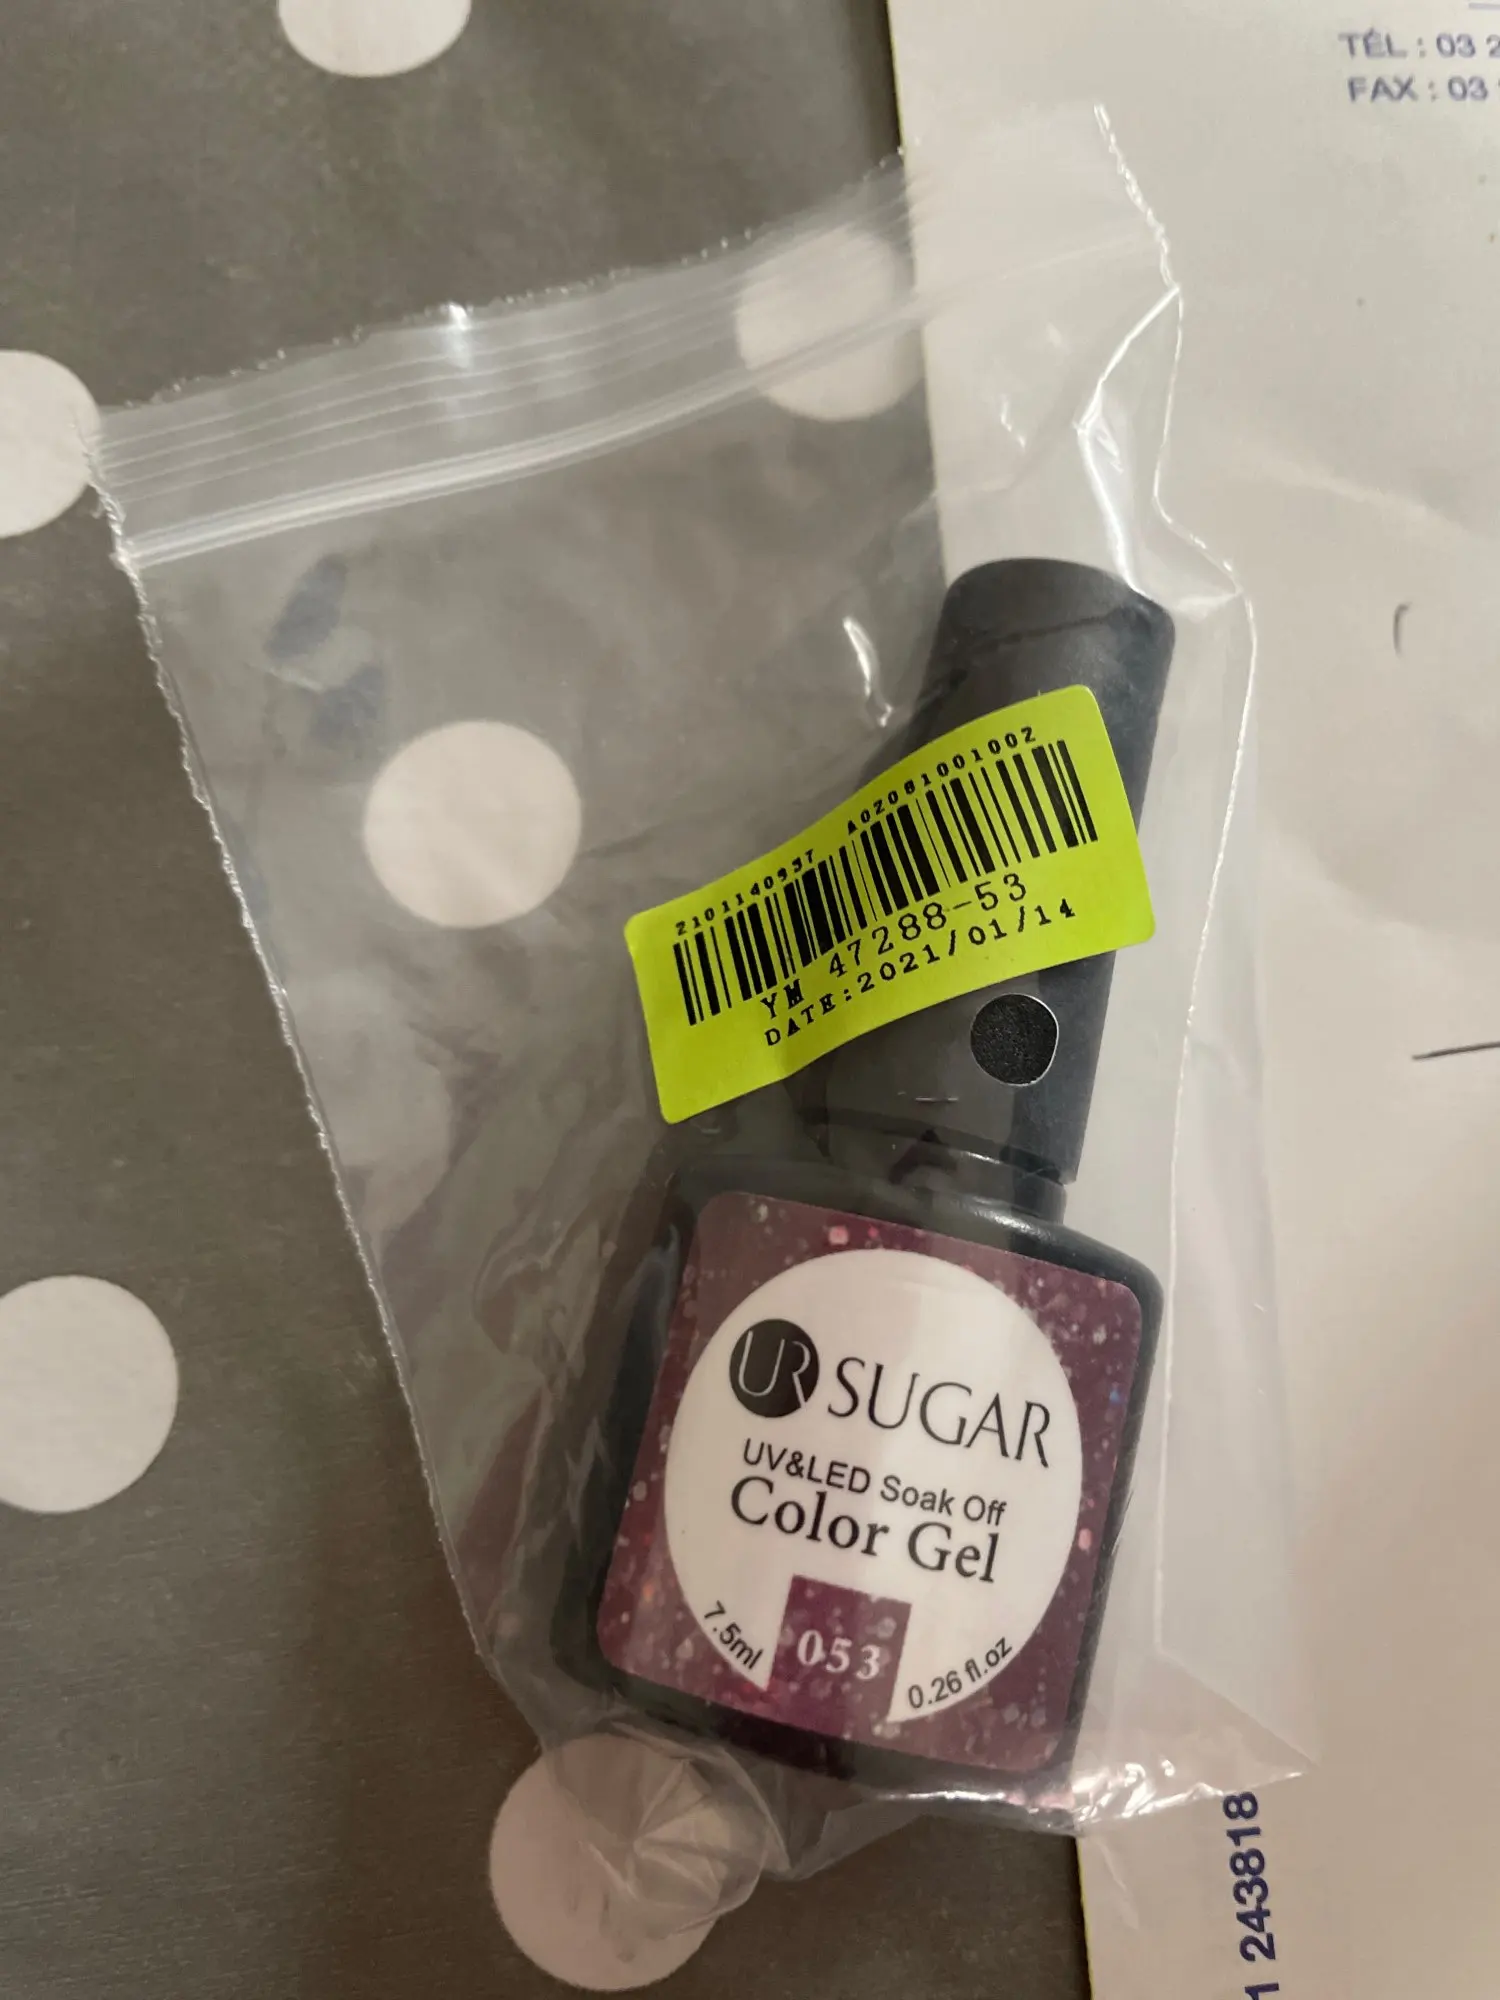 TÉL : 03 2
FAX : 03
2101140937 A02081001002
YM 47288-53
DATE:2021/01/14
UR SUGAR
UV&LED Soak Off
Color Gel
7.5ml 053 0.26 fl.oz
1 243818